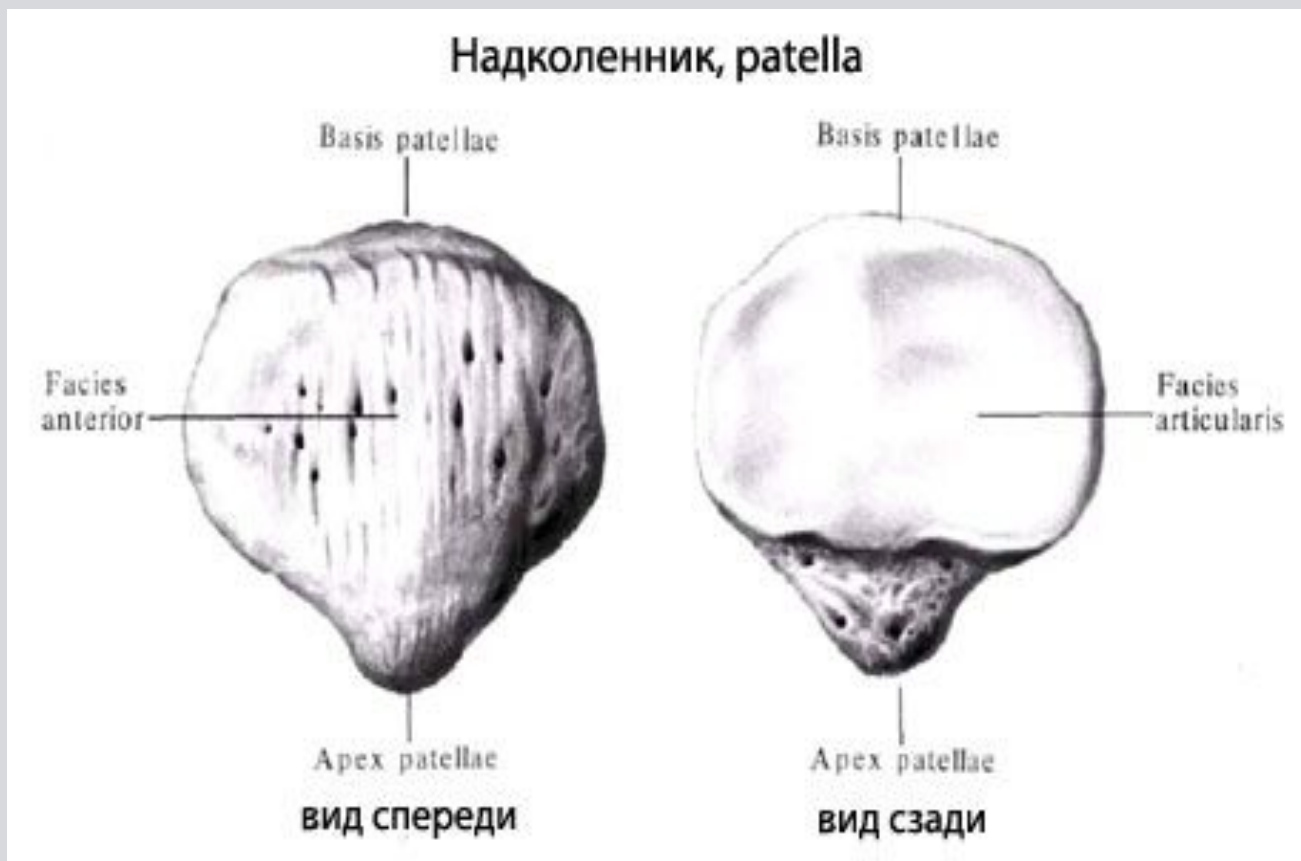 Надколенник, patella
Basis patellae
Basis patellae
Facies
anterior
Facies
articularis
Apex patellae
Apex patellae
вид спереди
вид сзади